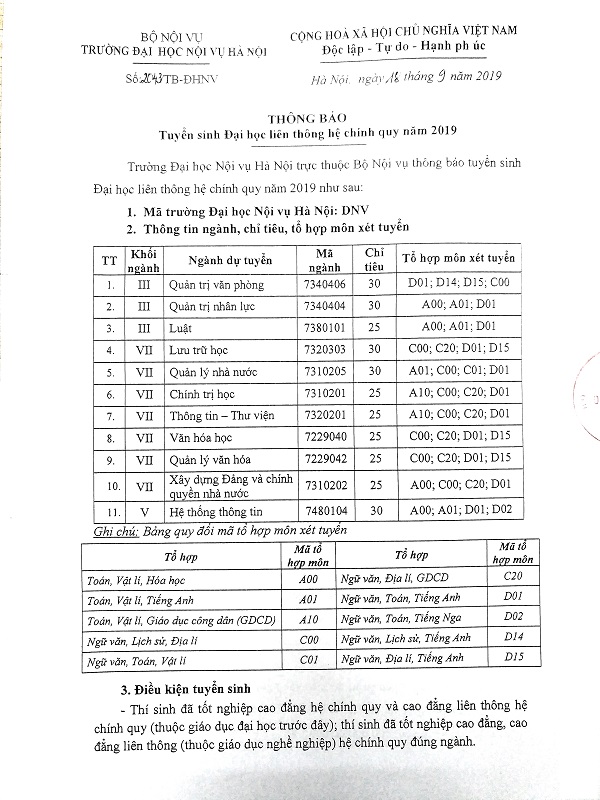 BỘ NỘI VỤ
TRƯỜNG ĐẠI HỌC NỘI VỤ HÀ NỘI
Số: 2043/TB-ĐHNV
CỘNG HOÀ XÃ HỘI CHỦ NGHĨA VIỆT NAM
Độc lập - Tự do - Hạnh phúc
Hà Nội, ngày 16 tháng 9 năm 2019
THÔNG BÁO
Tuyển sinh Đại học liên thông hệ chính quy năm 2019
Trường Đại học Nội vụ Hà Nội trực thuộc Bộ Nội vụ thông báo tuyển sinh
Đại học liên thông hệ chính quy năm 2019 như sau:
1. Mã trường Đại học Nội vụ Hà Nội: DNV
2. Thông tin ngành, chỉ tiêu, tổ hợp môn xét tuyển
TT Khối ngành Ngành dự tuyển Mã ngành Chỉ tiêu Tổ hợp môn xét tuyển
1. III Quản trị văn phòng 7340406 30 D01; D14; D15; C00
2. III Quản trị nhân lực 7340404 30 A00; A01; D01
3. III Luật 7380101 25 A00; A01; D01
4. VII Lưu trữ học 7320303 30 C00; C20; D01; D15
5. VII Quản lý nhà nước 7310205 30 A01; C00; C01; D01
6. VII Chính trị học 7310201 25 A10; C00; C20; D01
7. VII Thông tin – Thư viện 7320201 25 A10; C00; C20; D01
8. VII Văn hóa học 7229040 25 C00; C20; D01; D15
9. VII Quản lý văn hóa 7229042 25 C00; C20; D01; D15
10. VII Xây dựng Đảng và chính quyền nhà nước 7310202 25 A00; C00; C20; D01
11. V Hệ thống thông tin 7480104 30 A00; A01; D01; D02
Ghi chú: Bảng quy đổi mã tổ hợp môn xét tuyển
Tổ hợp Mã tổ hợp môn Tổ hợp Mã tổ hợp môn
Toán, Vật lí, Hóa học A00 Ngữ văn, Địa lí, GDCD C20
Toán, Vật lí, Tiếng Anh A01 Ngữ văn, Toán, Tiếng Anh D01
Toán, Vật lí, Giáo dục công dân (GDCD) A10 Ngữ văn, Toán, Tiếng Nga D02
Ngữ văn, Lịch sử, Địa lí C00 Ngữ văn, Lịch sử, Tiếng Anh D14
Ngữ văn, Toán, Vật lí C01 Ngữ văn, Địa lí, Tiếng Anh D15
3. Điều kiện tuyển sinh
- Thí sinh đã tốt nghiệp cao đẳng hệ chính quy và cao đẳng liên thông hệ
chính quy (thuộc giáo dục đại học trước đây); thí sinh đã tốt nghiệp cao đẳng, cao
đẳng liên thông (thuộc giáo dục nghề nghiệp) hệ chính quy đúng ngành.